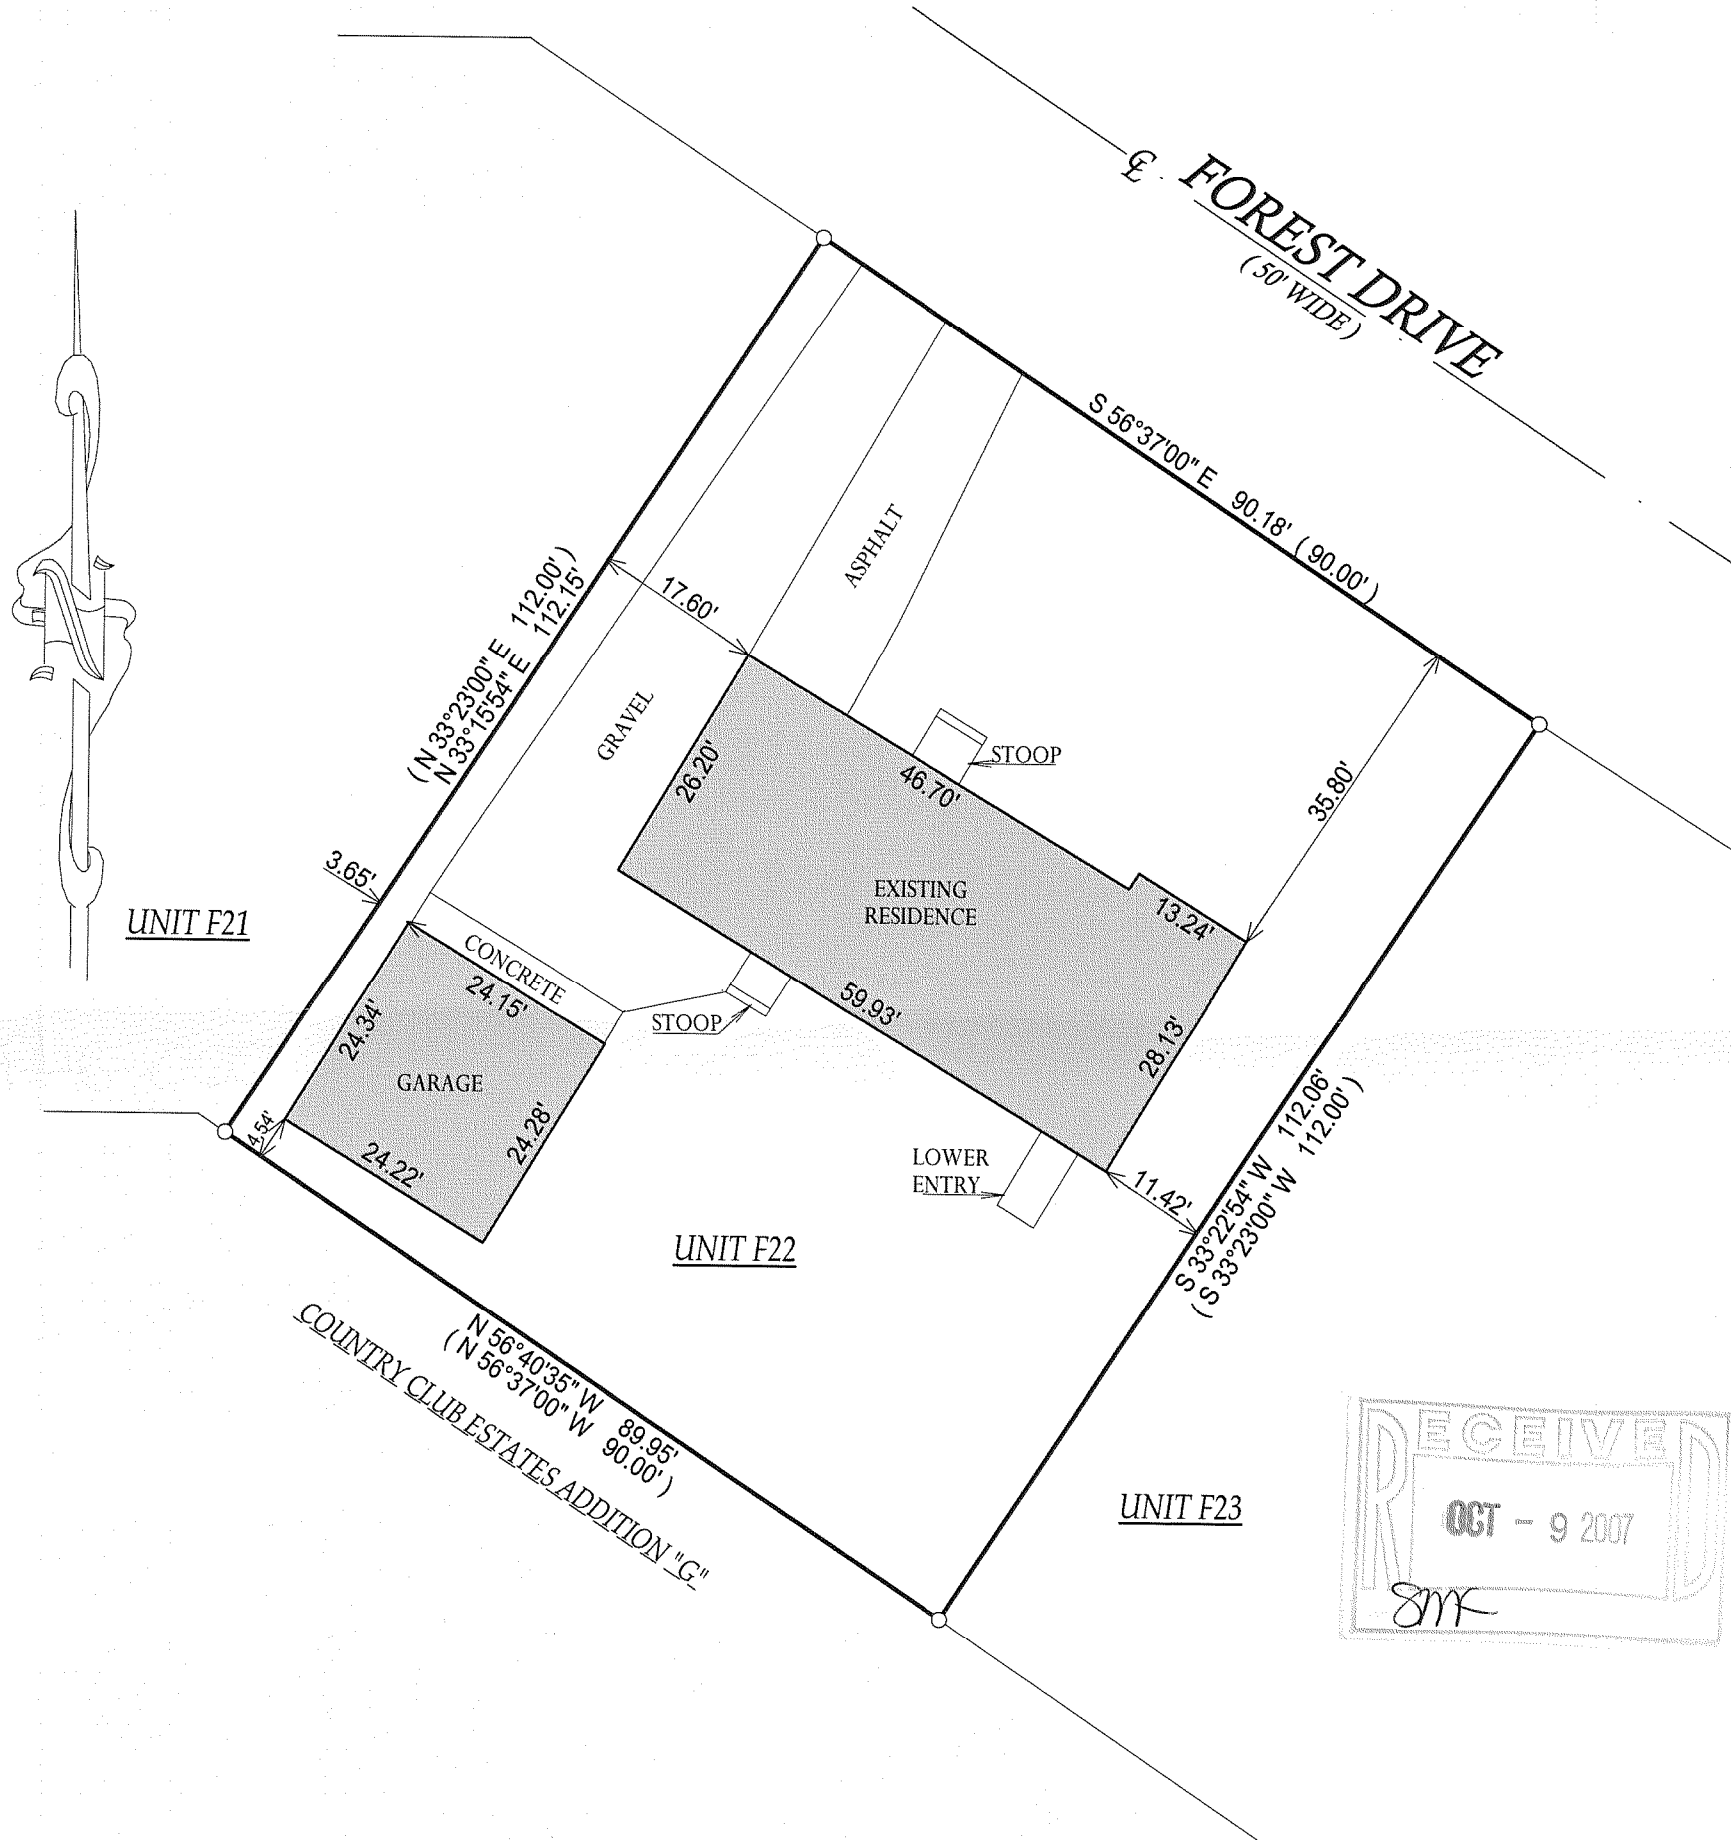 ℄ FOREST DRIVE
( 50' WIDE )
S 56°37'00" E 90.18' ( 90.00' )
ASPHALT
17.60'
( N 33°23'00" E 112.00' )
N 33°15'54" E 112.15'
GRAVEL
26.20'
46.70'
STOOP
35.80'
3.65'
EXISTING
RESIDENCE
13.24'
UNIT F21
CONCRETE
24.15'
59.93'
STOOP
24.34'
28.13'
GARAGE
24.28'
4.54'
24.22'
LOWER
ENTRY
11.42'
S 33°22'54" W 112.06'
( S 33°23'00" W 112.00' )
UNIT F22
N 56°40'35" W 89.95'
( N 56°37'00" W 90.00' )
COUNTRY CLUB ESTATES ADDITION "G"
UNIT F23
RECEIVED
OCT - 9 2007
SMK
N